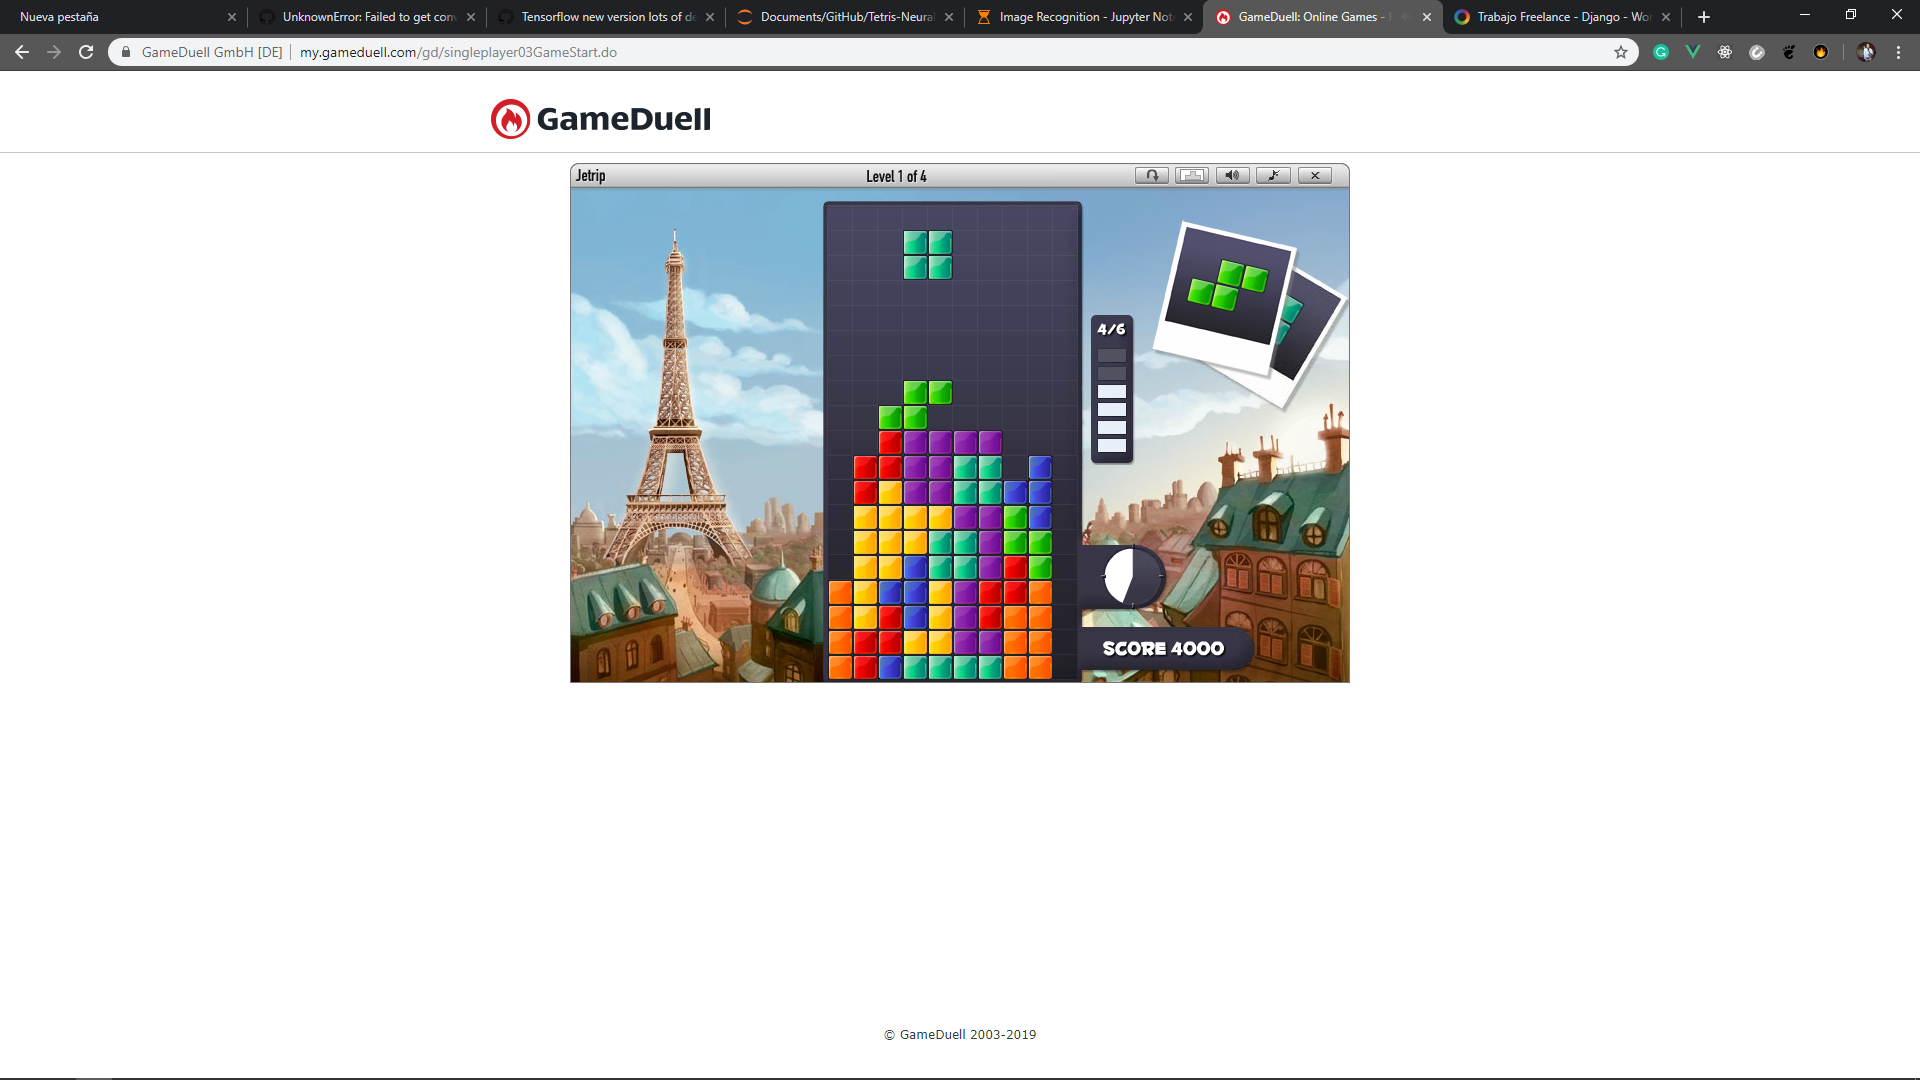 Nueva pestaña
UnknownError: Failed to get con
Tensorflow new version lots of de
Documents/GitHub/Tetris-Neural
Image Recognition - Jupyter Not
GameDuell: Online Games -
Trabajo Freelance - Django - Wo
GameDuell GmbH [DE]
my.gameduell.com/gd/singleplayer03GameStart.do
GameDuell
Jetrip
Level 1 of 4
4/6
SCORE 4000
© GameDuell 2003-2019